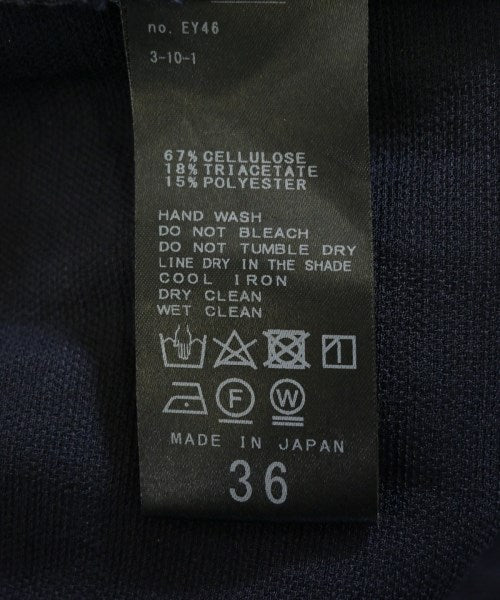 no. EY46
3-10-1
67% CELLULOSE
18% TRIACETATE
15% POLYESTER
HAND WASH
DO NOT BLEACH
DO NOT TUMBLE DRY
LINE DRY IN THE SHADE
COOL IRON
DRY CLEAN
WET CLEAN
F W
MADE IN JAPAN
36